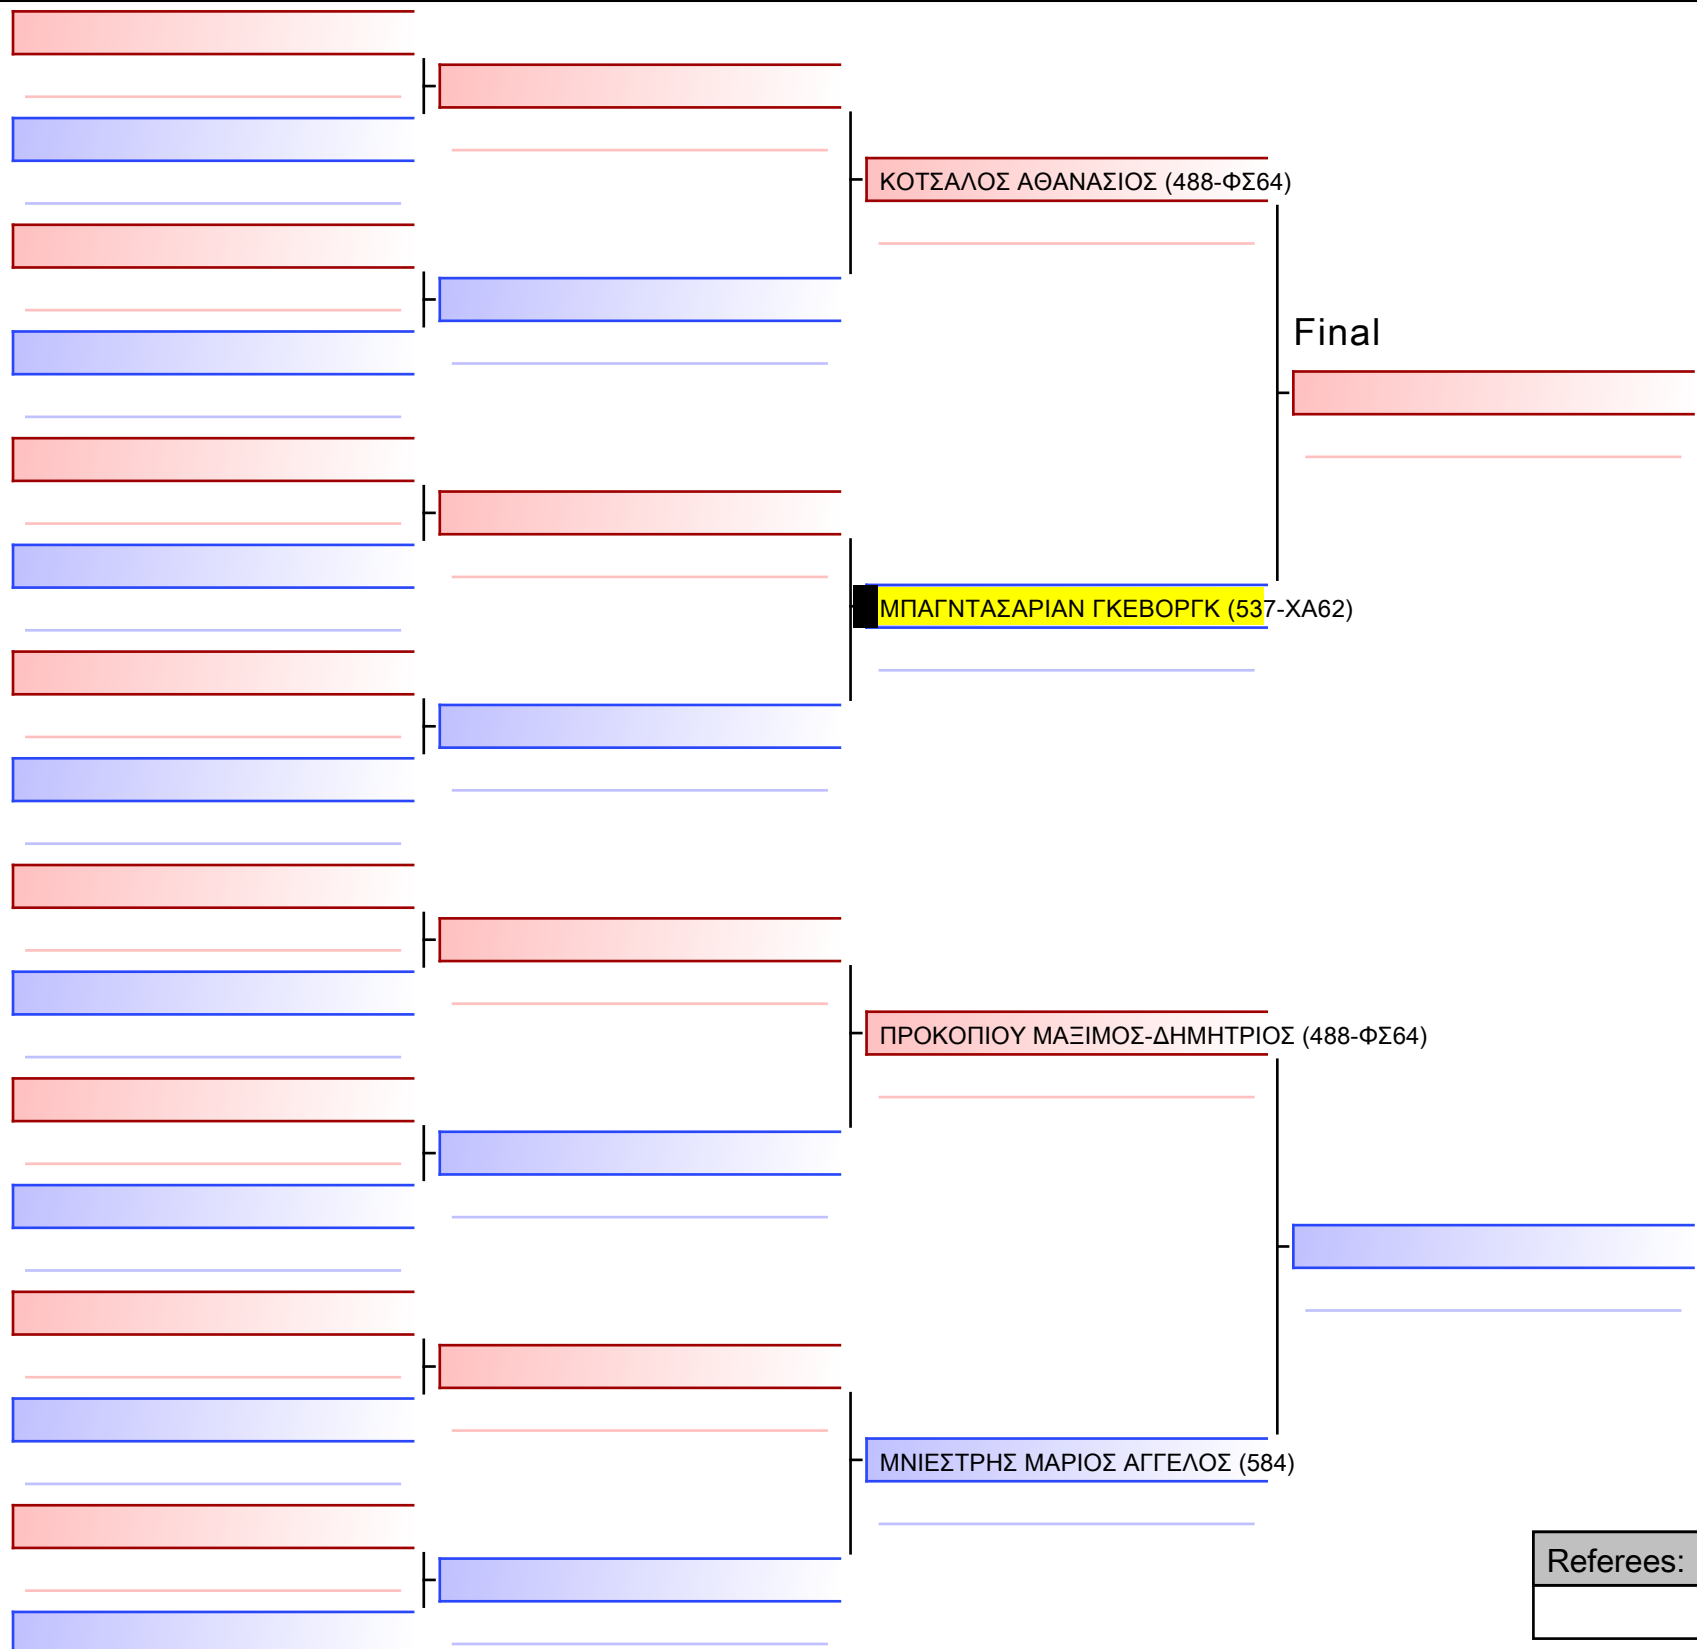 ΚΟΤΣΑΛΟΣ ΑΘΑΝΑΣΙΟΣ (488-ΦΣ64)
Final
ΜΠΑΓΝΤΑΣΑΡΙΑΝ ΓΚΕΒΟΡΓΚ (537-ΧΑ62)
ΠΡΟΚΟΠΙΟΥ ΜΑΞΙΜΟΣ-ΔΗΜΗΤΡΙΟΣ (488-ΦΣ64)
ΜΝΙΕΣΤΡΗΣ ΜΑΡΙΟΣ ΑΓΓΕΛΟΣ (584)
Referees: